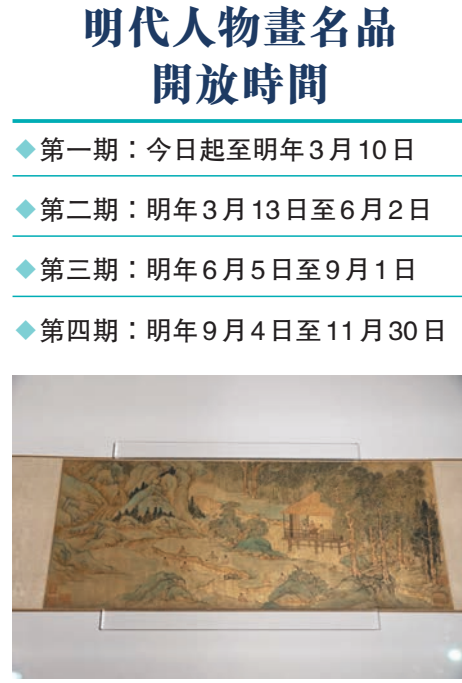 明代人物畫名品
開放時間
◆第一期：今日起至明年3月10日
◆第二期：明年3月13日至6月2日
◆第三期：明年6月5日至9月1日
◆第四期：明年9月4日至11月30日